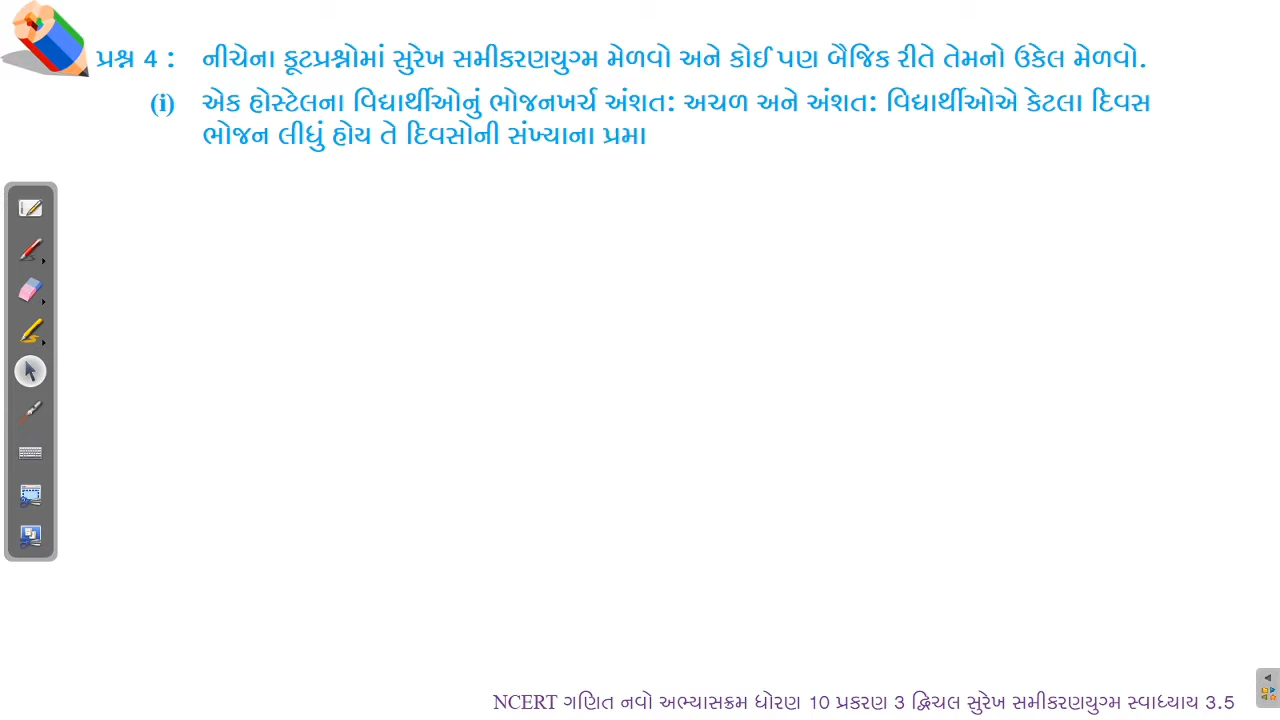 પ્રશ્ન 4 : નીચેના કૂટપ્રશ્નોમાં સુરેખ સમીકરણયુગ્મ મેળવો અને કોઈ પણ બૈજિક રીતે તેમનો ઉકેલ મેળવો.
(i) એક હોસ્ટેલના વિદ્યાર્થીઓનું ભોજનખર્ચ અંશત: અચળ અને અંશત: વિદ્યાર્થીઓએ કેટલા દિવસ
ભોજન લીધું હોય તે દિવસોની સંખ્યાના પ્રમા
NCERT ગણિત નવો અભ્યાસક્રમ ધોરણ 10 પ્રકરણ 3 દ્વિચલ સુરેખ સમીકરણયુગ્મ સ્વાધ્યાય 3.5